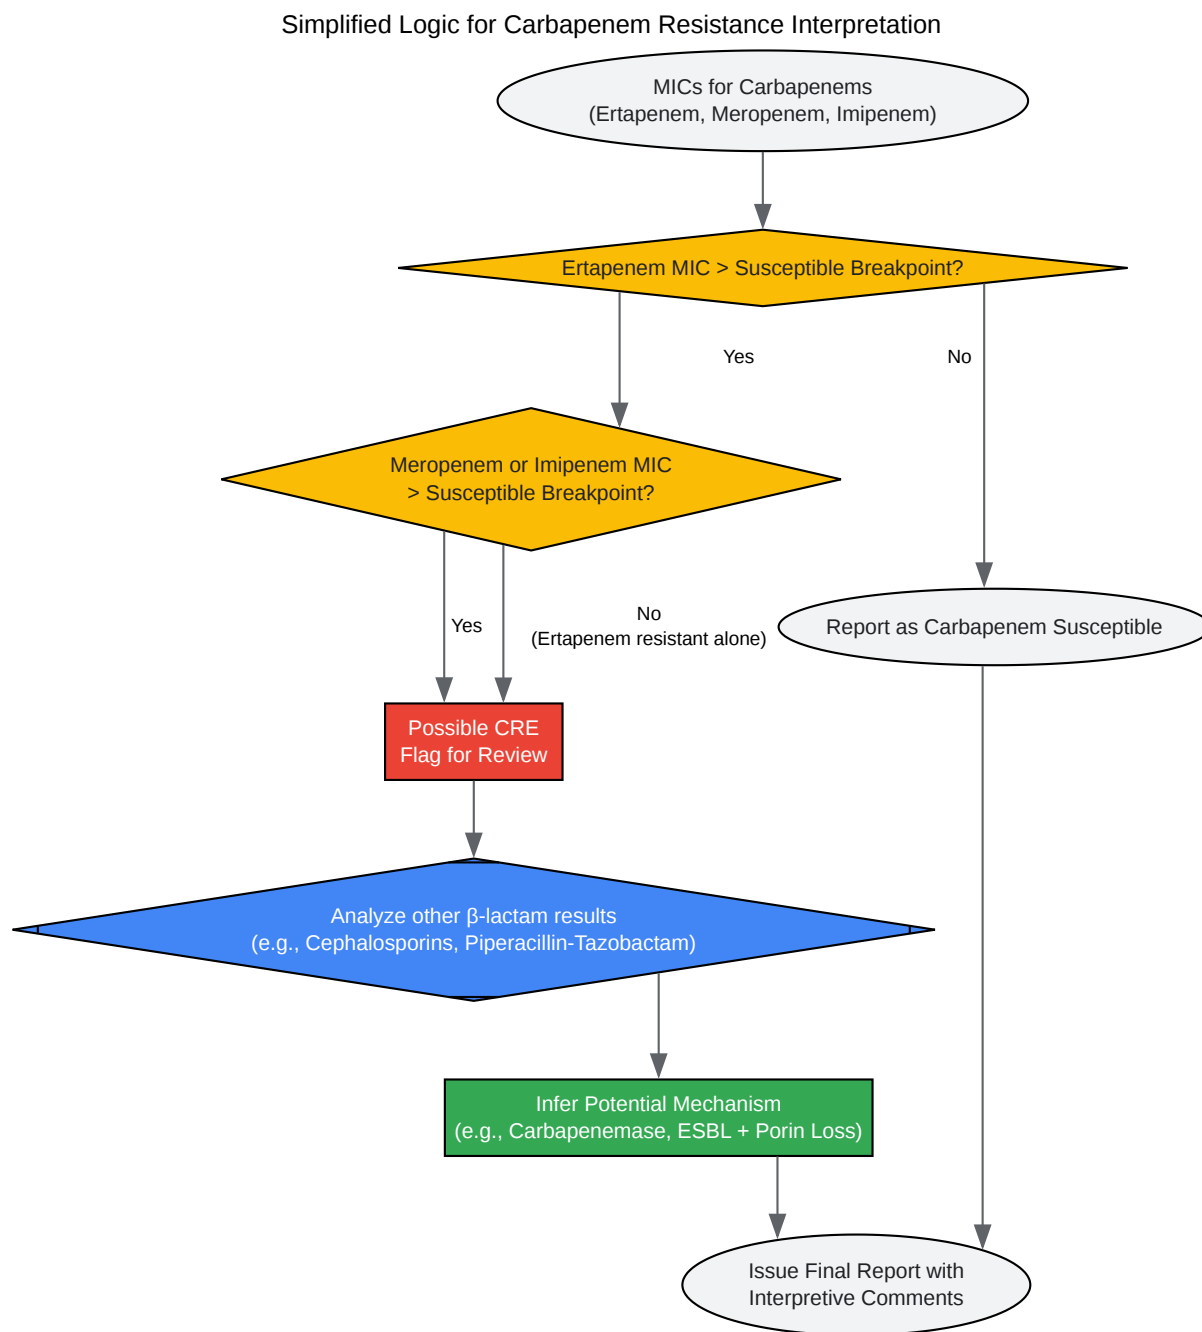 Simplified Logic for Carbapenem Resistance Interpretation
MICs for Carbapenems
(Ertapenem, Meropenem, Imipenem)
Ertapenem MIC > Susceptible Breakpoint?
Yes
No
Meropenem or Imipenem MIC
> Susceptible Breakpoint?
Yes
No
(Ertapenem resistant alone)
Report as Carbapenem Susceptible
Possible CRE
Flag for Review
Analyze other β-lactam results
(e.g., Cephalosporins, Piperacillin-Tazobactam)
Infer Potential Mechanism
(e.g., Carbapenemase, ESBL + Porin Loss)
Issue Final Report with
Interpretive Comments